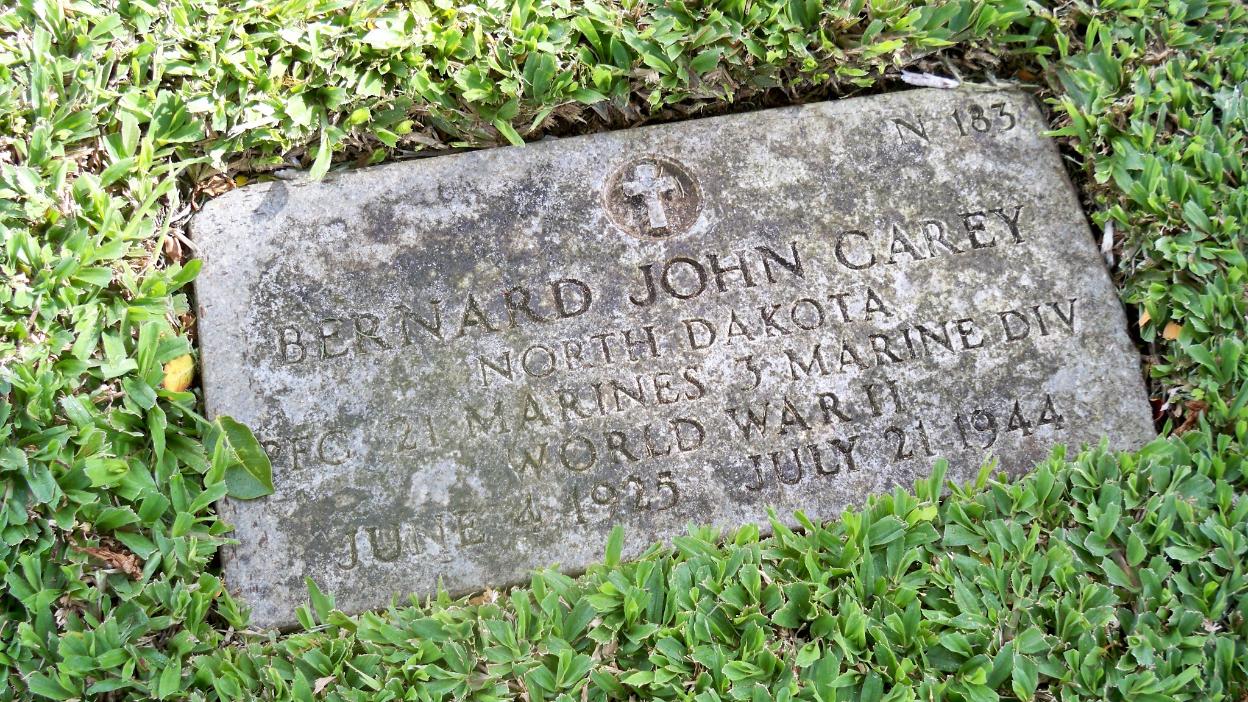 N 183
BERNARD JOHN CAREY
NORTH DAKOTA
PFC 21 MARINES 3 MARINE DIV
WORLD WAR II
JUNE 4 1925 JULY 21 1944